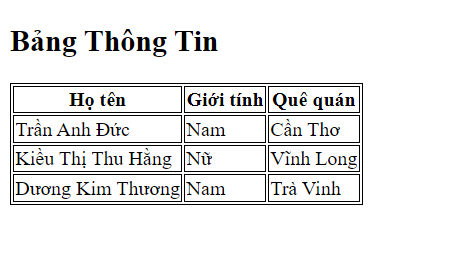 Bảng Thông Tin
Họ tên Giới tính Quê quán
Trần Anh Đức Nam Cần Thơ
Kiều Thị Thu Hằng Nữ Vĩnh Long
Dương Kim Thương Nam Trà Vinh